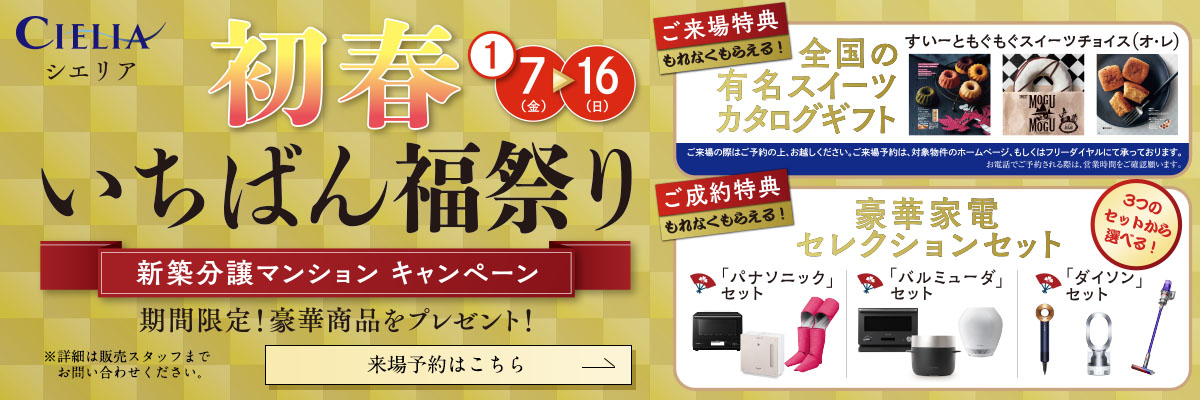 CIELIA
シエリア
初春
1
7
(金)
16
(日)
いちばん福祭り
新築分譲マンション キャンペーン
期間限定！豪華商品をプレゼント！
※詳細は販売スタッフまで
お問い合わせください。
来場予約はこちら
ご来場特典
もれなくもらえる！
全国の
有名スイーツ
カタログギフト
すいーともぐもぐスイーツチョイス(オ・レ)
MOGU
MOGU
ご来場の際はご予約の上、お越しください。ご来場予約は、対象物件のホームページ、もしくはフリーダイヤルにて承っております。
お電話でご予約される際は、営業時間をご確認願います。
ご成約特典
もれなくもらえる！
豪華家電
セレクションセット
3つの
セットから
選べる！
「パナソニック」
セット
「バルミューダ」
セット
「ダイソン」
セット